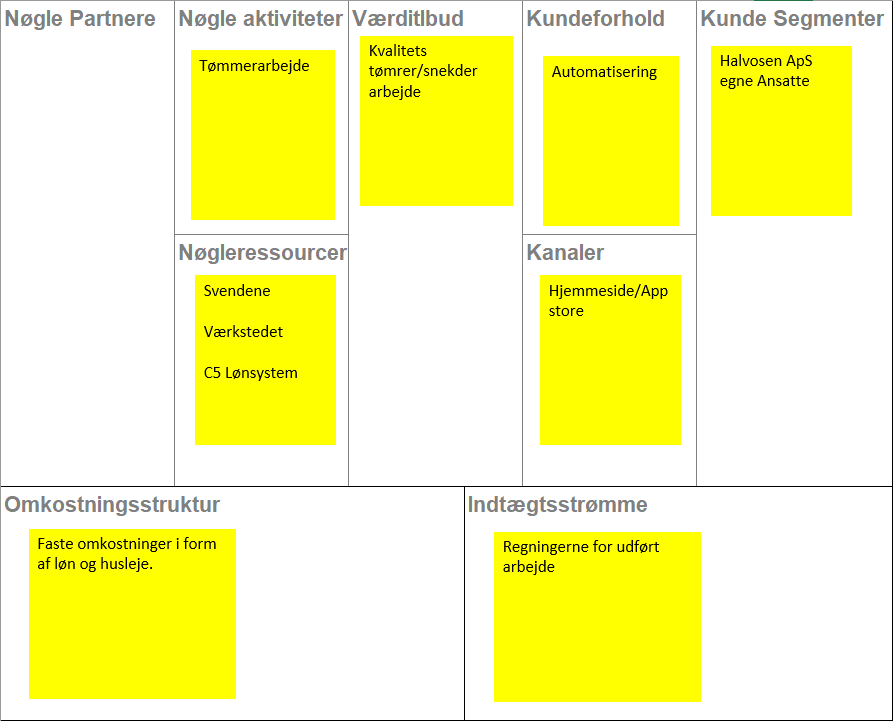 Nøgle Partnere
Nøgle aktiviteter
Tømmerarbejde
Nøgleressourcer
Svendene
Værkstedet
C5 Lønsystem
Værditlbud
Kvalitets
tømrer/snekder
arbejde
Kundeforhold
Automatisering
Kanaler
Hjemmeside/App
store
Kunde Segmenter
Halvosen ApS
egne Ansatte
Omkostningsstruktur
Faste omkostninger i form
af løn og husleje.
Indtægtsstrømme
Regningerne for udført
arbejde